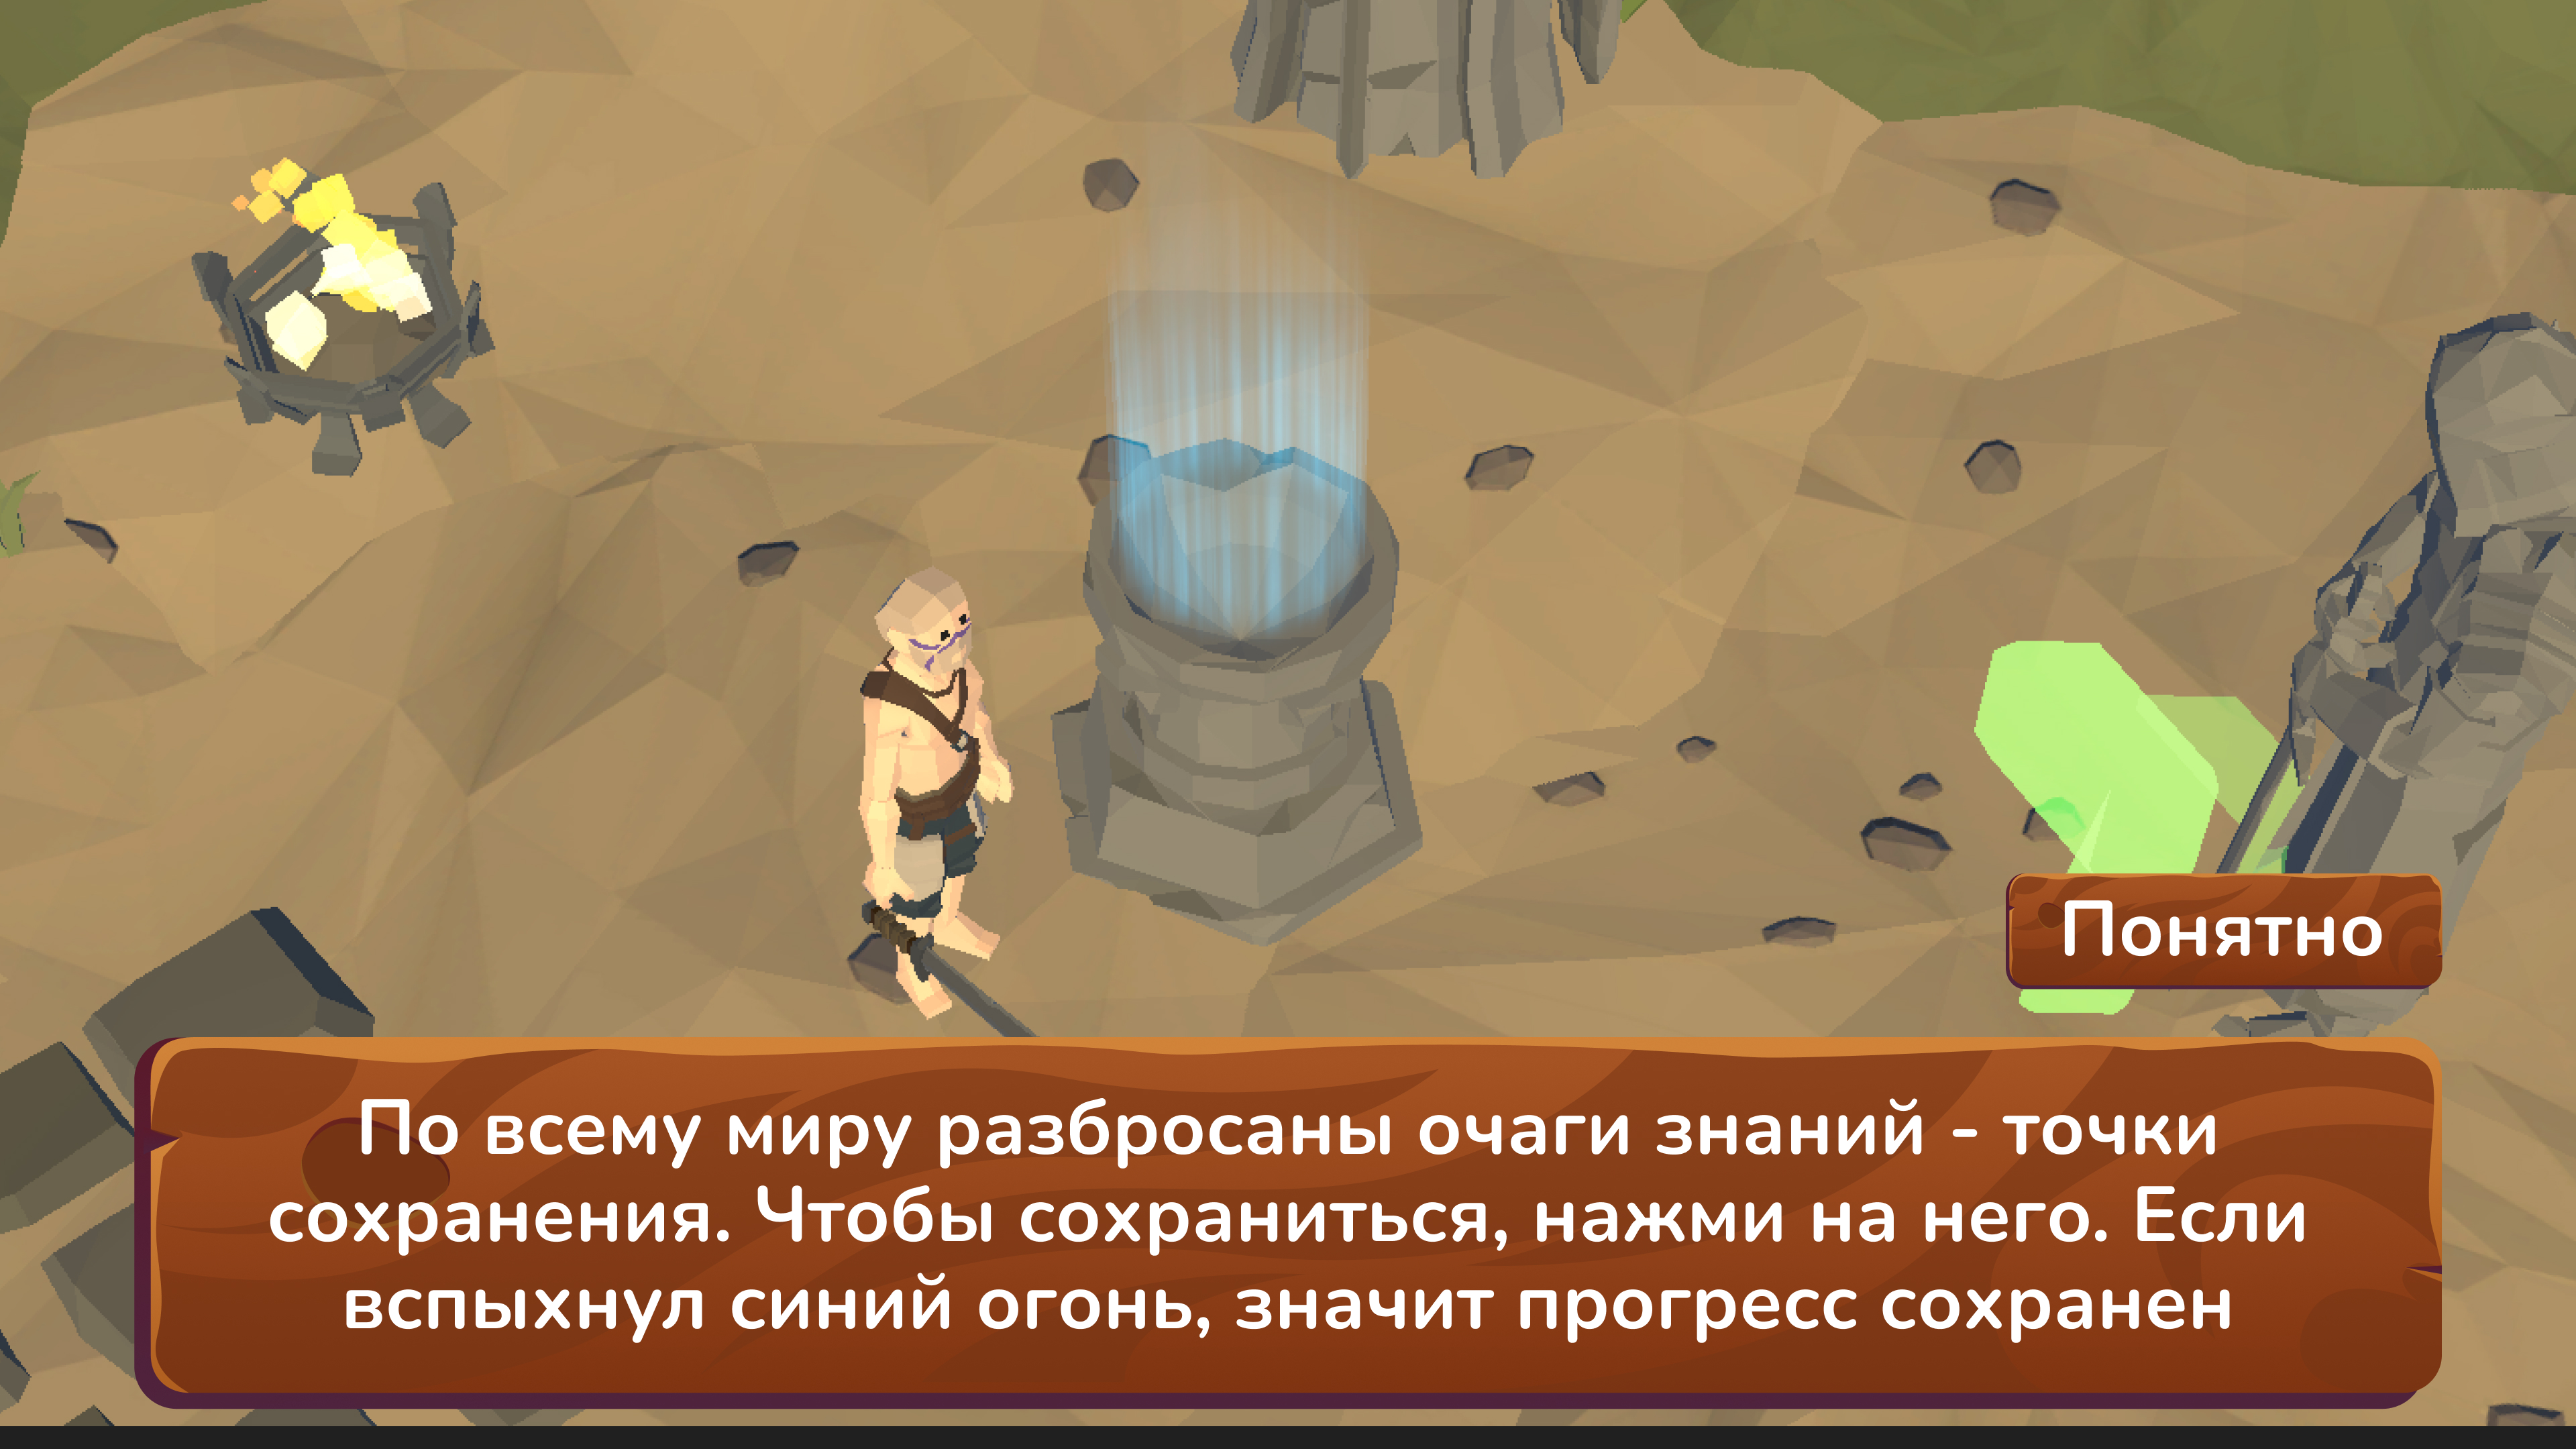 Понятно
По всему миру разбросаны очаги знаний - точки
сохранения. Чтобы сохраниться, нажми на него. Если
вспыхнул синий огонь, значит прогресс сохранен